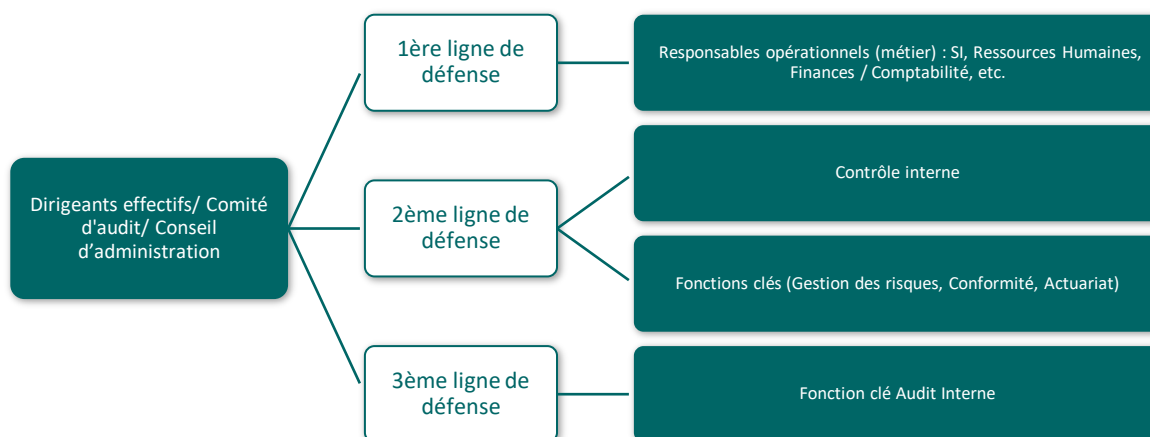 1ère ligne de
défense
Responsables opérationnels (métier) : SI, Ressources Humaines,
Finances / Comptabilité, etc.
Dirigeants effectifs/ Comité
d'audit/ Conseil
d’administration
2ème ligne de
défense
Contrôle interne
Fonctions clés (Gestion des risques, Conformité, Actuariat)
3ème ligne de
défense
Fonction clé Audit Interne